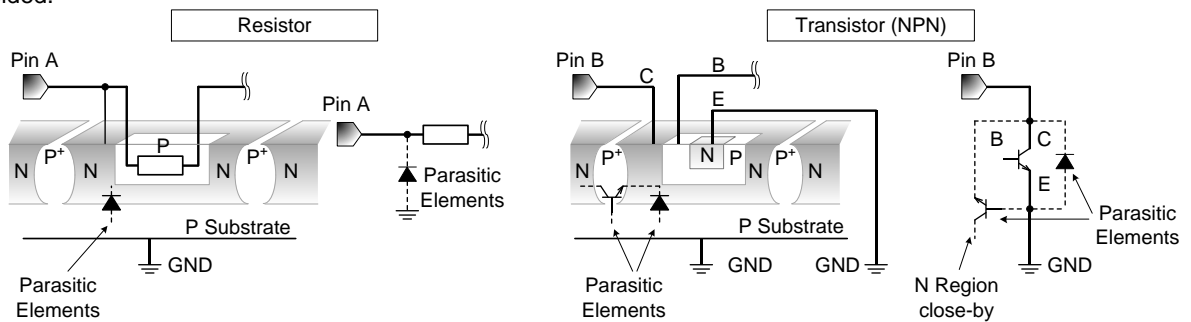 Resistor
Transistor (NPN)
Pin A
Pin A
P
N
P+
N
N
P+
N
Parasitic
Elements
P Substrate
GND
Parasitic
Elements
Pin B
C
B
E
N
P+
N
N
P
P+
N
N
P Substrate
GND
GND
Parasitic
Elements
Pin B
B
C
E
Parasitic
Elements
GND
N Region
close-by